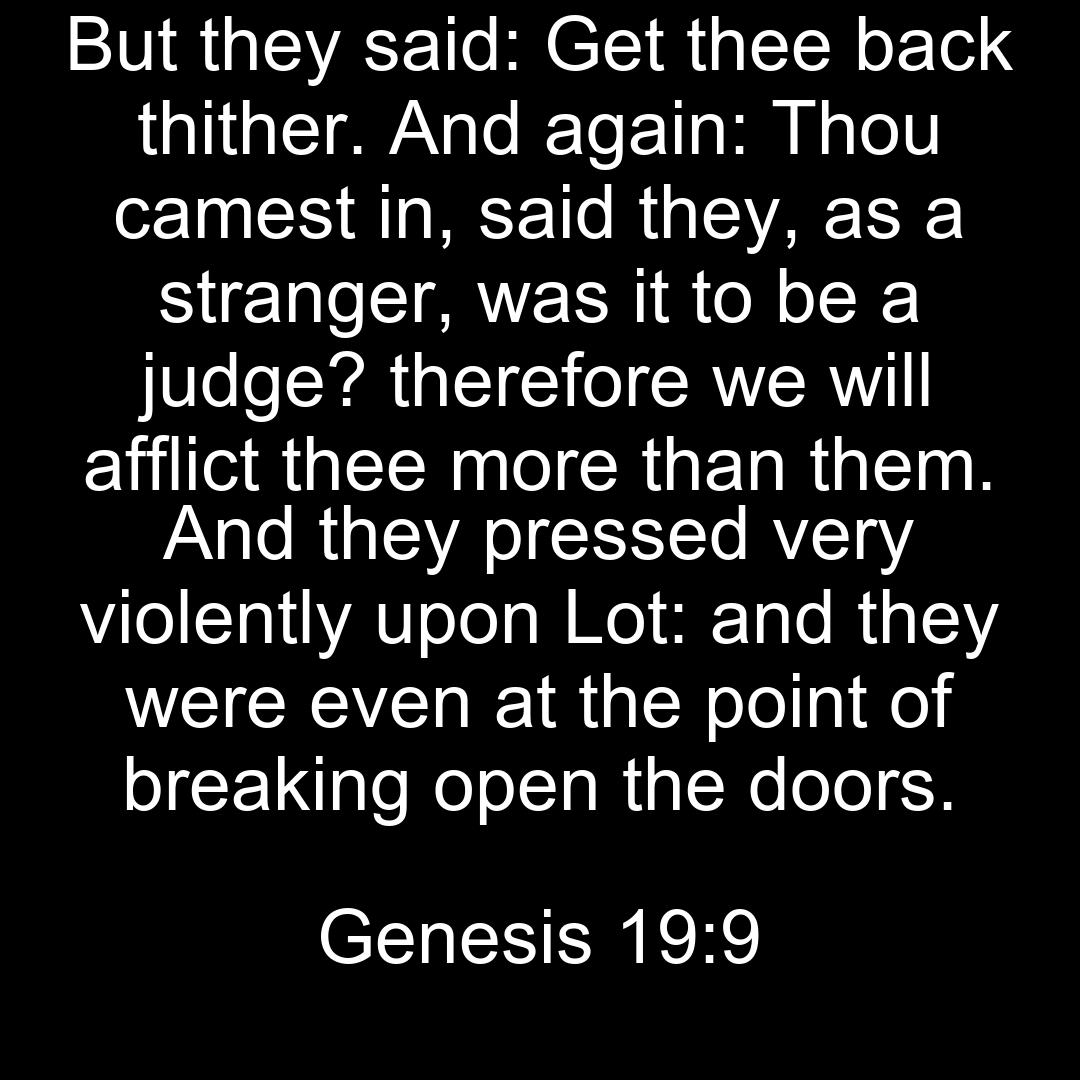 But they said: Get thee back
thither. And again: Thou
camest in, said they, as a
stranger, was it to be a
judge? therefore we will
afflict thee more than them.
And they pressed very
violently upon Lot: and they
were even at the point of
breaking open the doors.
Genesis 19:9